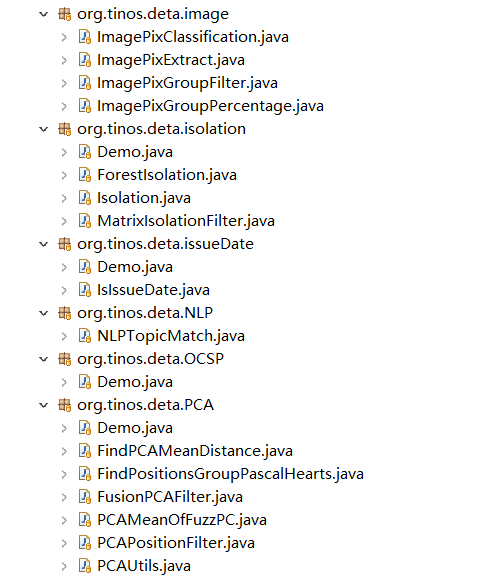 org.tinos.deta.image
ImagePixClassification.java
ImagePixExtract.java
ImagePixGroupFilter.java
ImagePixGroupPercentage.java
org.tinos.deta.isolation
Demo.java
ForestIsolation.java
Isolation.java
MatrixIsolationFilter.java
org.tinos.deta.issueDate
Demo.java
IsIssueDate.java
org.tinos.deta.NLP
NLPTopicMatch.java
org.tinos.deta.OCSP
Demo.java
org.tinos.deta.PCA
Demo.java
FindPCAMeanDistance.java
FindPositionsGroupPascalHearts.java
FusionPCAFilter.java
PCAMeanOfFuzzPC.java
PCAPositionFilter.java
PCAUtils.java